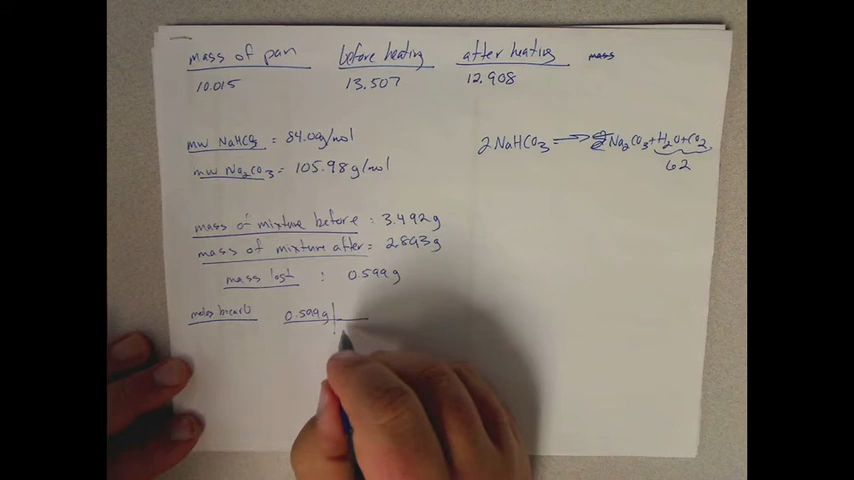 mass of pan before heating after heating mass
10.015 13.507 12.908
mw NaHCO3 = 84.00g/mol
2NaHCO3 ⟹ Na2CO3+H2O+CO2
62
mw Na2CO3 = 105.98g/mol
mass of mixture before : 3.492g
mass of mixture after = 2.893g
mass lost : 0.599g
moles bicarb 0.599g